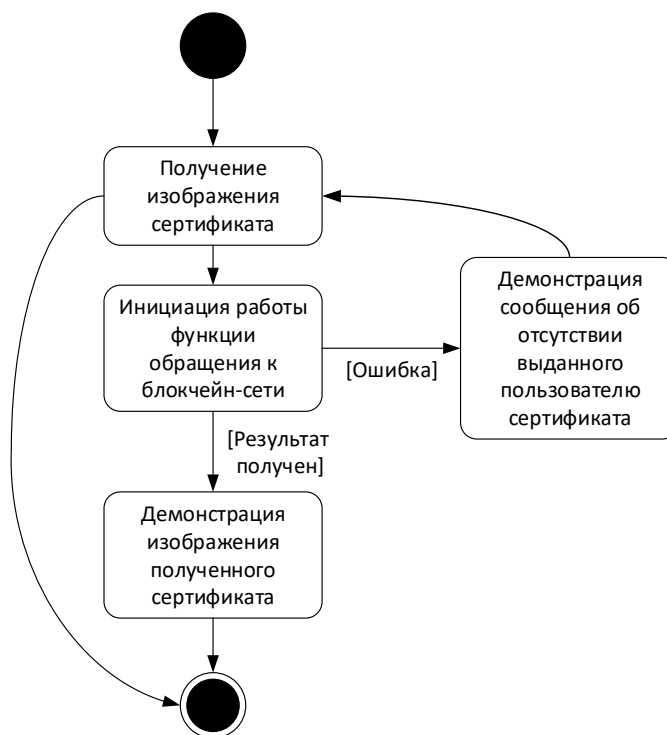 Получение
изображения
сертификата
Инициация работы
функции
обращения к
блокчейн-сети
[Ошибка]
Демонстрация
сообщения об
отсутствии
выданного
пользователю
сертификата
[Результат
получен]
Демонстрация
изображения
полученного
сертификата